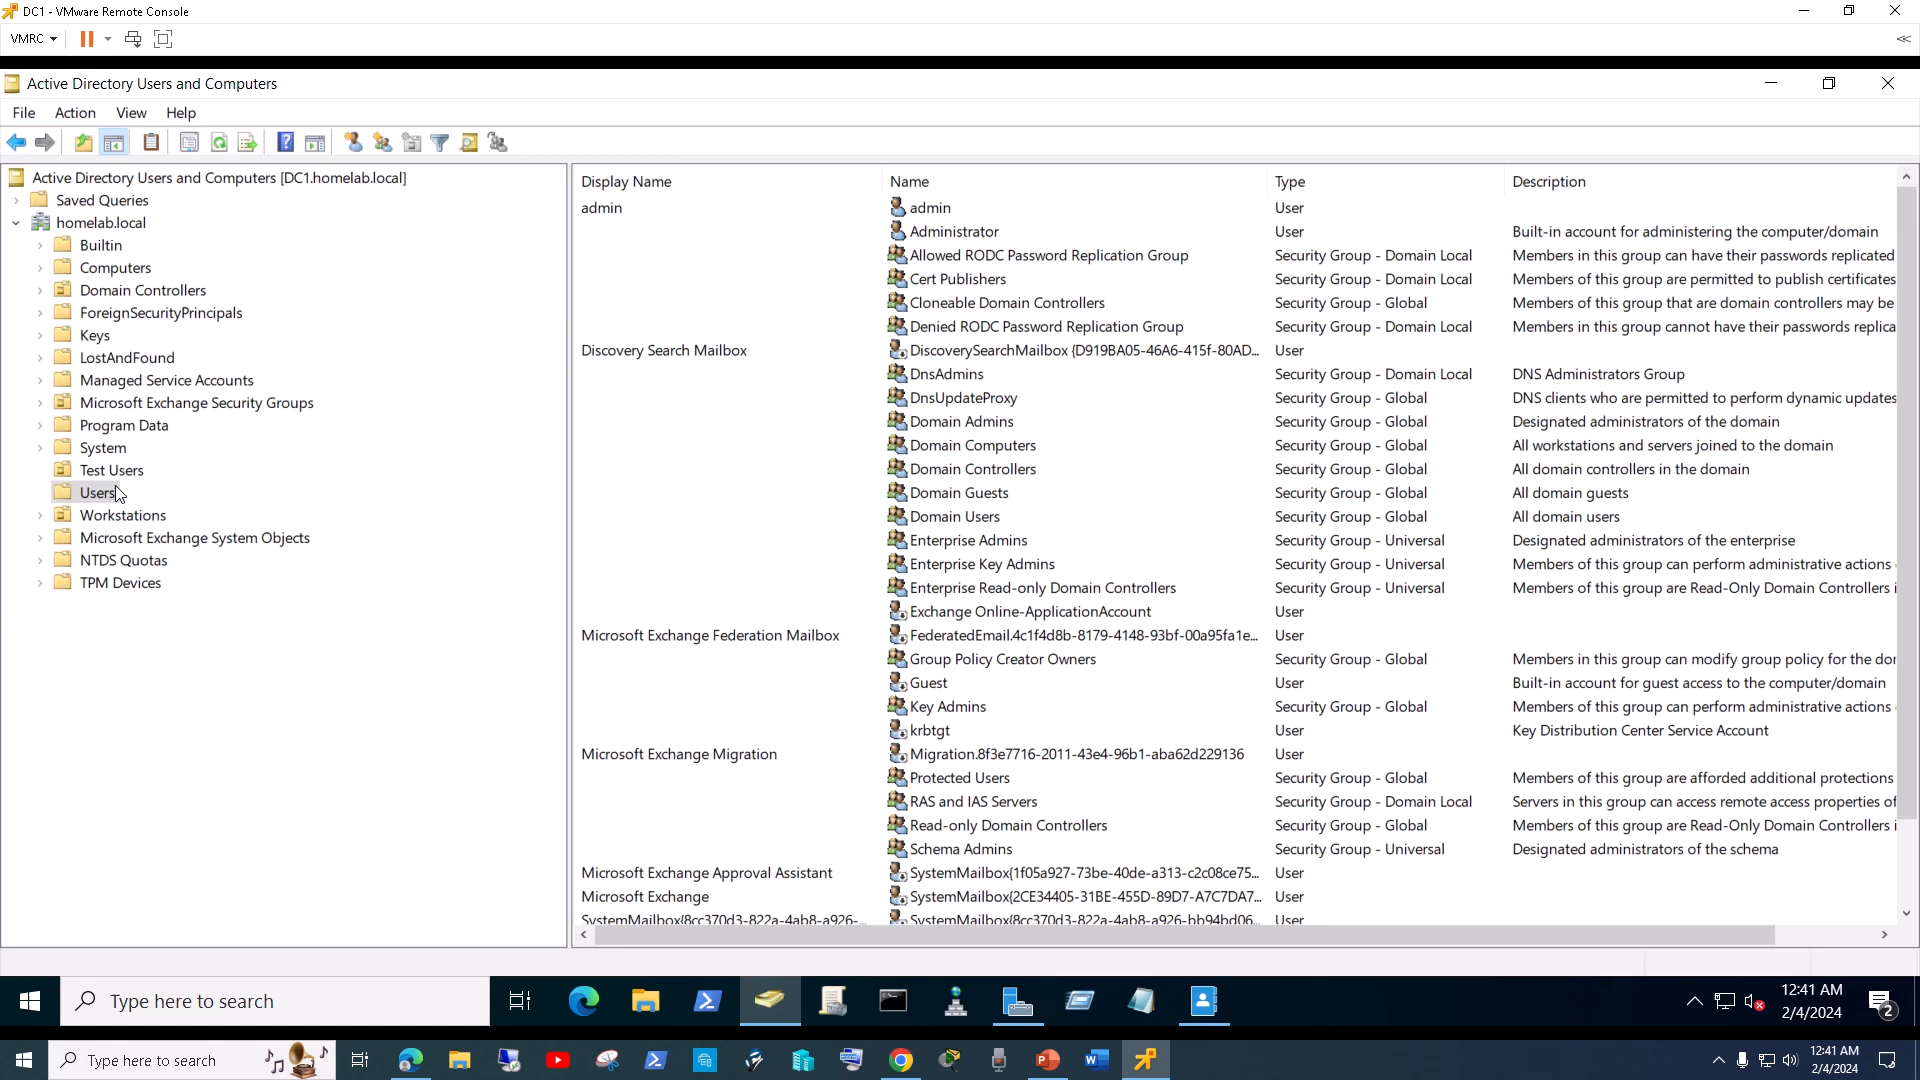 DC1 - VMware Remote Console
VMRC
Active Directory Users and Computers
File Action View Help
Active Directory Users and Computers [DC1.homelab.local]
Saved Queries
homelab.local
Builtin
Computers
Domain Controllers
ForeignSecurityPrincipals
Keys
LostAndFound
Managed Service Accounts
Microsoft Exchange Security Groups
Program Data
System
Test Users
Users
Workstations
Microsoft Exchange System Objects
NTDS Quotas
TPM Devices
Display Name Name Type Description
admin admin User
Administrator User Built-in account for administering the computer/domain
Allowed RODC Password Replication Group Security Group - Domain Local Members in this group can have their passwords replicated
Cert Publishers Security Group - Domain Local Members of this group are permitted to publish certificates
Cloneable Domain Controllers Security Group - Global Members of this group that are domain controllers may be
Denied RODC Password Replication Group Security Group - Domain Local Members in this group cannot have their passwords replica
Discovery Search Mailbox DiscoverySearchMailbox {D919BA05-46A6-415f-80AD... User
DnsAdmins Security Group - Domain Local DNS Administrators Group
DnsUpdateProxy Security Group - Global DNS clients who are permitted to perform dynamic updates
Domain Admins Security Group - Global Designated administrators of the domain
Domain Computers Security Group - Global All workstations and servers joined to the domain
Domain Controllers Security Group - Global All domain controllers in the domain
Domain Guests Security Group - Global All domain guests
Domain Users Security Group - Global All domain users
Enterprise Admins Security Group - Universal Designated administrators of the enterprise
Enterprise Key Admins Security Group - Universal Members of this group can perform administrative actions
Enterprise Read-only Domain Controllers Security Group - Universal Members of this group are Read-Only Domain Controllers i
Exchange Online-ApplicationAccount User
Microsoft Exchange Federation Mailbox FederatedEmail.4c1f4d8b-8179-4148-93bf-00a95fa1e... User
Group Policy Creator Owners Security Group - Global Members in this group can modify group policy for the dor
Guest User Built-in account for guest access to the computer/domain
Key Admins Security Group - Global Members of this group can perform administrative actions
krbtgt User Key Distribution Center Service Account
Microsoft Exchange Migration Migration.8f3e7716-2011-43e4-96b1-aba62d229136 User
Protected Users Security Group - Global Members of this group are afforded additional protections
RAS and IAS Servers Security Group - Domain Local Servers in this group can access remote access properties of
Read-only Domain Controllers Security Group - Global Members of this group are Read-Only Domain Controllers i
Schema Admins Security Group - Universal Designated administrators of the schema
Microsoft Exchange Approval Assistant SystemMailbox{1f05a927-73be-40de-a313-c2c08ce75... User
Microsoft Exchange SystemMailbox{2CE34405-31BE-455D-89D7-A7C7DA7... User
SystemMailbox{8cc370d3-822a-4ab8-a926-... SystemMailbox{8cc370d3-822a-4ab8-a926-bb94bd06... User
Type here to search
12:41 AM
2/4/2024
2
Type here to search
12:41 AM
2/4/2024